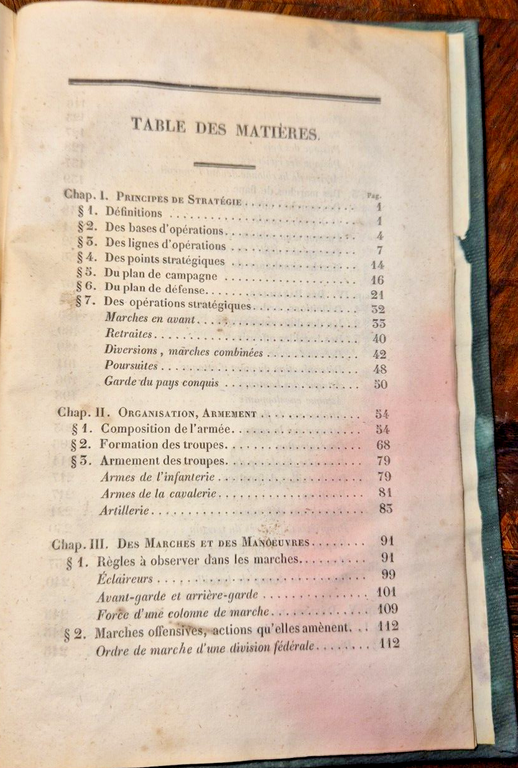 TABLE DES MATIÈRES.
Pag.
Chap. I. PRINCIPES DE STRATÉGIE . . . . . . . . . . . . . . . . . . . 1
§ 1. Définitions . . . . . . . . . . . . . . . . . . . . . . . . . . . 1
§ 2. Des bases d'opérations. . . . . . . . . . . . . . . . . . . 4
§ 3. Des lignes d'opérations . . . . . . . . . . . . . . . . . . 7
§ 4. Des points stratégiques . . . . . . . . . . . . . . . . . . 14
§ 5. Du plan de campagne . . . . . . . . . . . . . . . . . . . 16
§ 6. Du plan de défense. . . . . . . . . . . . . . . . . . . . . 21
§ 7. Des opérations stratégiques. . . . . . . . . . . . . . . 32
Marches en avant. . . . . . . . . . . . . . . . . . . . . . 33
Retraites. . . . . . . . . . . . . . . . . . . . . . . . . . . . 40
Diversions, marches combinées . . . . . . . . . . . . 42
Poursuites . . . . . . . . . . . . . . . . . . . . . . . . . . . 48
Garde du pays conquis . . . . . . . . . . . . . . . . . . 50
Chap. II. ORGANISATION, ARMEMENT . . . . . . . . . . . . . . . 54
§ 1. Composition de l'armée. . . . . . . . . . . . . . . . . . 54
§ 2. Formation des troupes. . . . . . . . . . . . . . . . . . . 68
§ 3. Armement des troupes. . . . . . . . . . . . . . . . . . . 79
Armes de l'infanterie . . . . . . . . . . . . . . . . . . . 79
Armes de la cavalerie. . . . . . . . . . . . . . . . . . . 81
Artillerie. . . . . . . . . . . . . . . . . . . . . . . . . . . . 83
Chap. III. DES MARCHES ET DES MANOEUVRES . . . . . . . . 91
§ 1. Règles à observer dans les marches. . . . . . . . . . 91
Éclaireurs . . . . . . . . . . . . . . . . . . . . . . . . . . . 99
Avant-garde et arrière-garde . . . . . . . . . . . . . . 101
Force d'une colonne de marche . . . . . . . . . . . . . 109
§ 2. Marches offensives, actions qu'elles amènent. . . 112
Ordre de marche d'une division fédérale. . . . . . . . 112